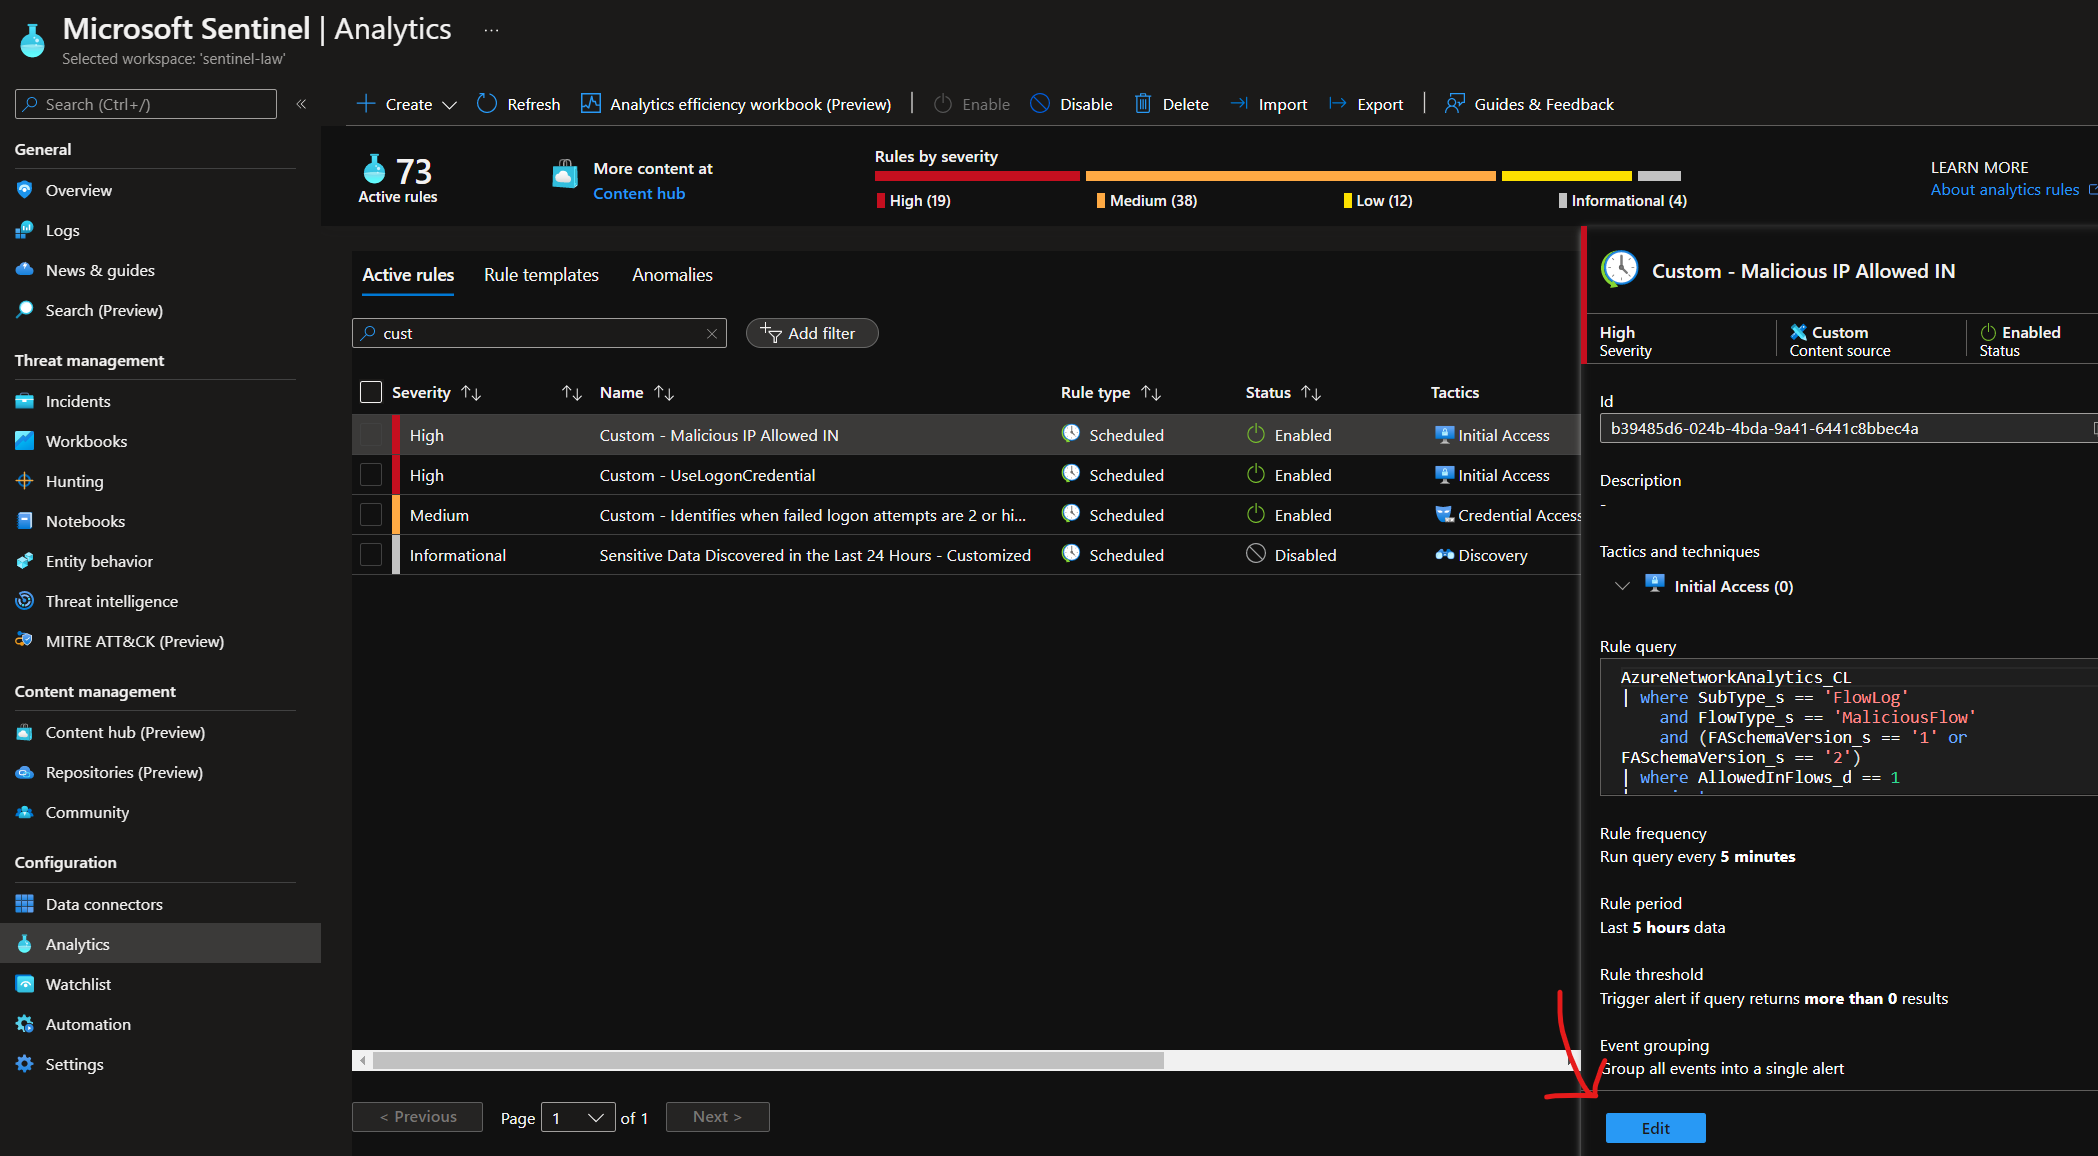 Microsoft Sentinel | Analytics ...
Selected workspace: 'sentinel-law'
Search (Ctrl+/)
«
General
Overview
Logs
News & guides
Search (Preview)
Threat management
Incidents
Workbooks
Hunting
Notebooks
Entity behavior
Threat intelligence
MITRE ATT&CK (Preview)
Content management
Content hub (Preview)
Repositories (Preview)
Community
Configuration
Data connectors
Analytics
Watchlist
Automation
Settings
Create Refresh Analytics efficiency workbook (Preview) Enable Disable Delete Import Export Guides & Feedback
73
Active rules
More content at
Content hub
Rules by severity
High (19) Medium (38) Low (12) Informational (4)
LEARN MORE
About analytics rules
Active rules Rule templates Anomalies
cust
Add filter
Severity Name Rule type Status Tactics
High Custom - Malicious IP Allowed IN Scheduled Enabled Initial Access
High Custom - UseLogonCredential Scheduled Enabled Initial Access
Medium Custom - Identifies when failed logon attempts are 2 or hi... Scheduled Enabled Credential Access
Informational Sensitive Data Discovered in the Last 24 Hours - Customized Scheduled Disabled Discovery
< Previous Page 1 of 1 Next >
Custom - Malicious IP Allowed IN
High Custom Enabled
Severity Content source Status
Id
b39485d6-024b-4bda-9a41-6441c8bbec4a
Description
-
Tactics and techniques
Initial Access (0)
Rule query
AzureNetworkAnalytics_CL
| where SubType_s == 'FlowLog'
and FlowType_s == 'MaliciousFlow'
and (FASchemaVersion_s == '1' or
FASchemaVersion_s == '2')
| where AllowedInFlows_d == 1
Rule frequency
Run query every 5 minutes
Rule period
Last 5 hours data
Rule threshold
Trigger alert if query returns more than 0 results
Event grouping
Group all events into a single alert
Edit